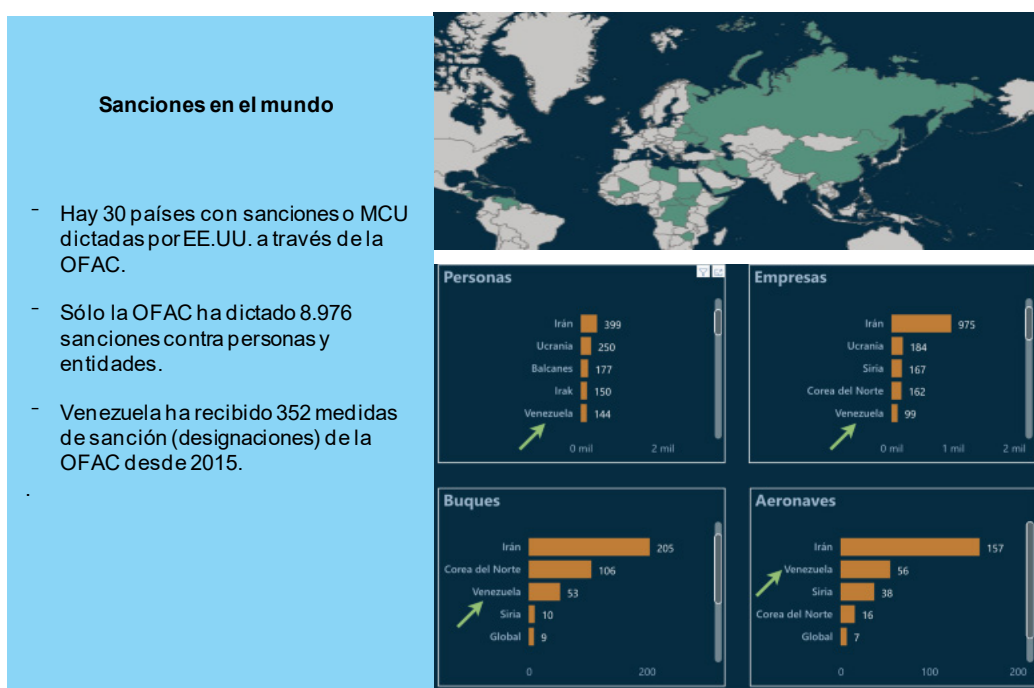 Sanciones en el mundo
- Hay 30 países con sanciones o MCU
dictadas por EE.UU. a través de la
OFAC.
- Sólo la OFAC ha dictado 8.976
sanciones contra personas y
entidades.
- Venezuela ha recibido 352 medidas
de sanción (designaciones) de la
OFAC desde 2015.
.
Personas
Irán 399
Ucrania 250
Balcanes 177
Irak 150
Venezuela 144
0 mil 2 mil
Empresas
Irán 975
Ucrania 184
Siria 167
Corea del Norte 162
Venezuela 99
0 mil 1 mil 2 mil
Buques
Irán 205
Corea del Norte 106
Venezuela 53
Siria 10
Global 9
0 200
Aeronaves
Irán 157
Venezuela 56
Siria 38
Corea del Norte 16
Global 7
0 100 200